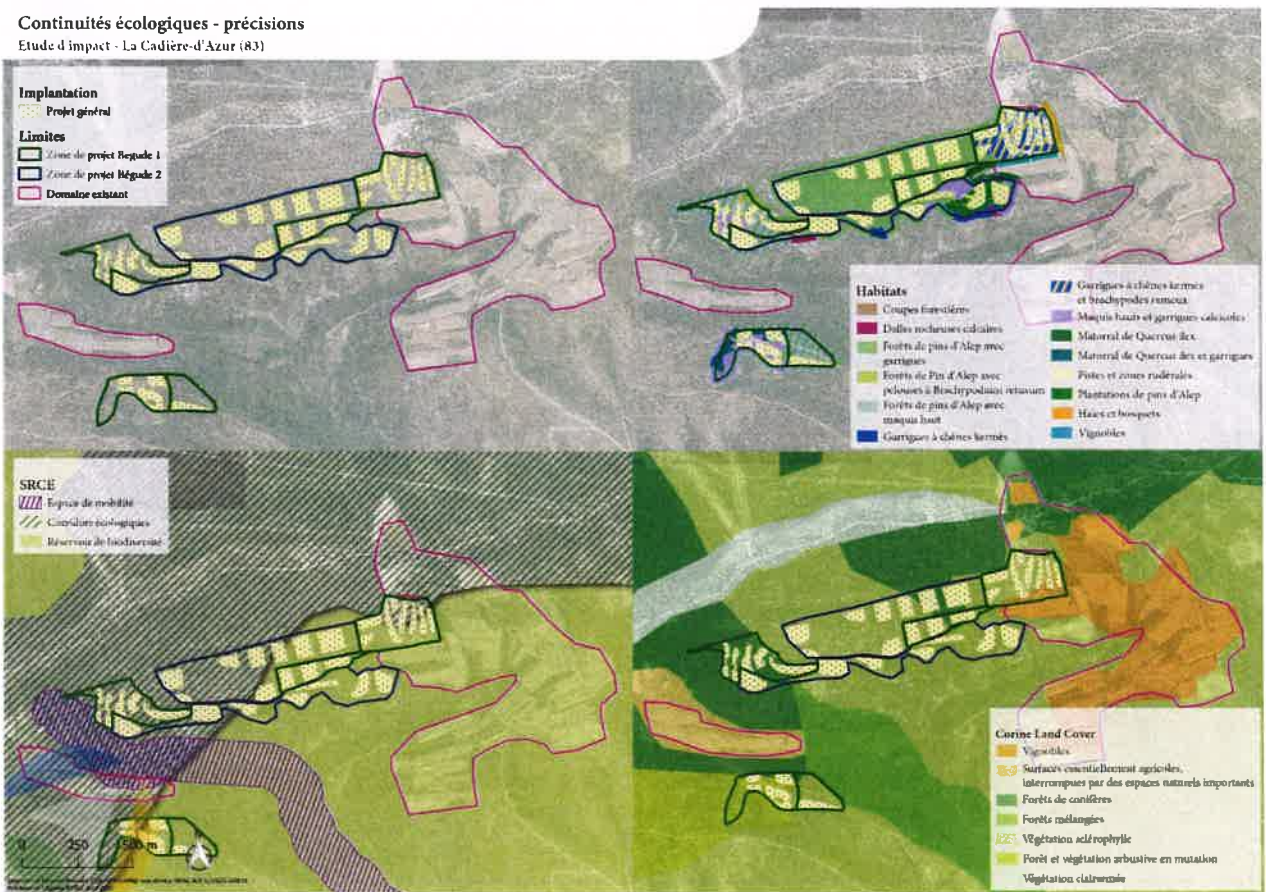 Continuités écologiques - précisions
Etude d'impact - La Cadière-d'Azur (83)
Implantation
Projet général
Limites
Zone de projet Régude 1
Zone de projet Régude 2
Domaine existant
Habitats
Coupes forestières
Dalles rocheuses calcaires
Forêts de pins d'Alep avec
garrigues
Forêts de Pin d'Alep avec
pelouses à Brachypodium retusum
Forêts de pins d'Alep avec
maquis haut
Garrigues à chênes kermès
Garrigues à chênes kermès
et brachypodes rameux
Maquis hauts et garrigues calcicoles
Matorral de Quercus ilex
Matorral de Quercus ilex et garrigues
Pistes et zones rudérales
Plantations de pins d'Alep
Haies et bosquets
Vignobles
SRCE
Espace de mobilité
Corridors écologiques
Réservoir de biodiversité
0 250 500 m
Corine Land Cover
Vignobles
Surfaces essentiellement agricoles,
interrompues par des espaces naturels importants
Forêts de conifères
Forêts mélangées
Végétation sclérophylle
Forêt et végétation arbustive en mutation
Végétation clairsemée